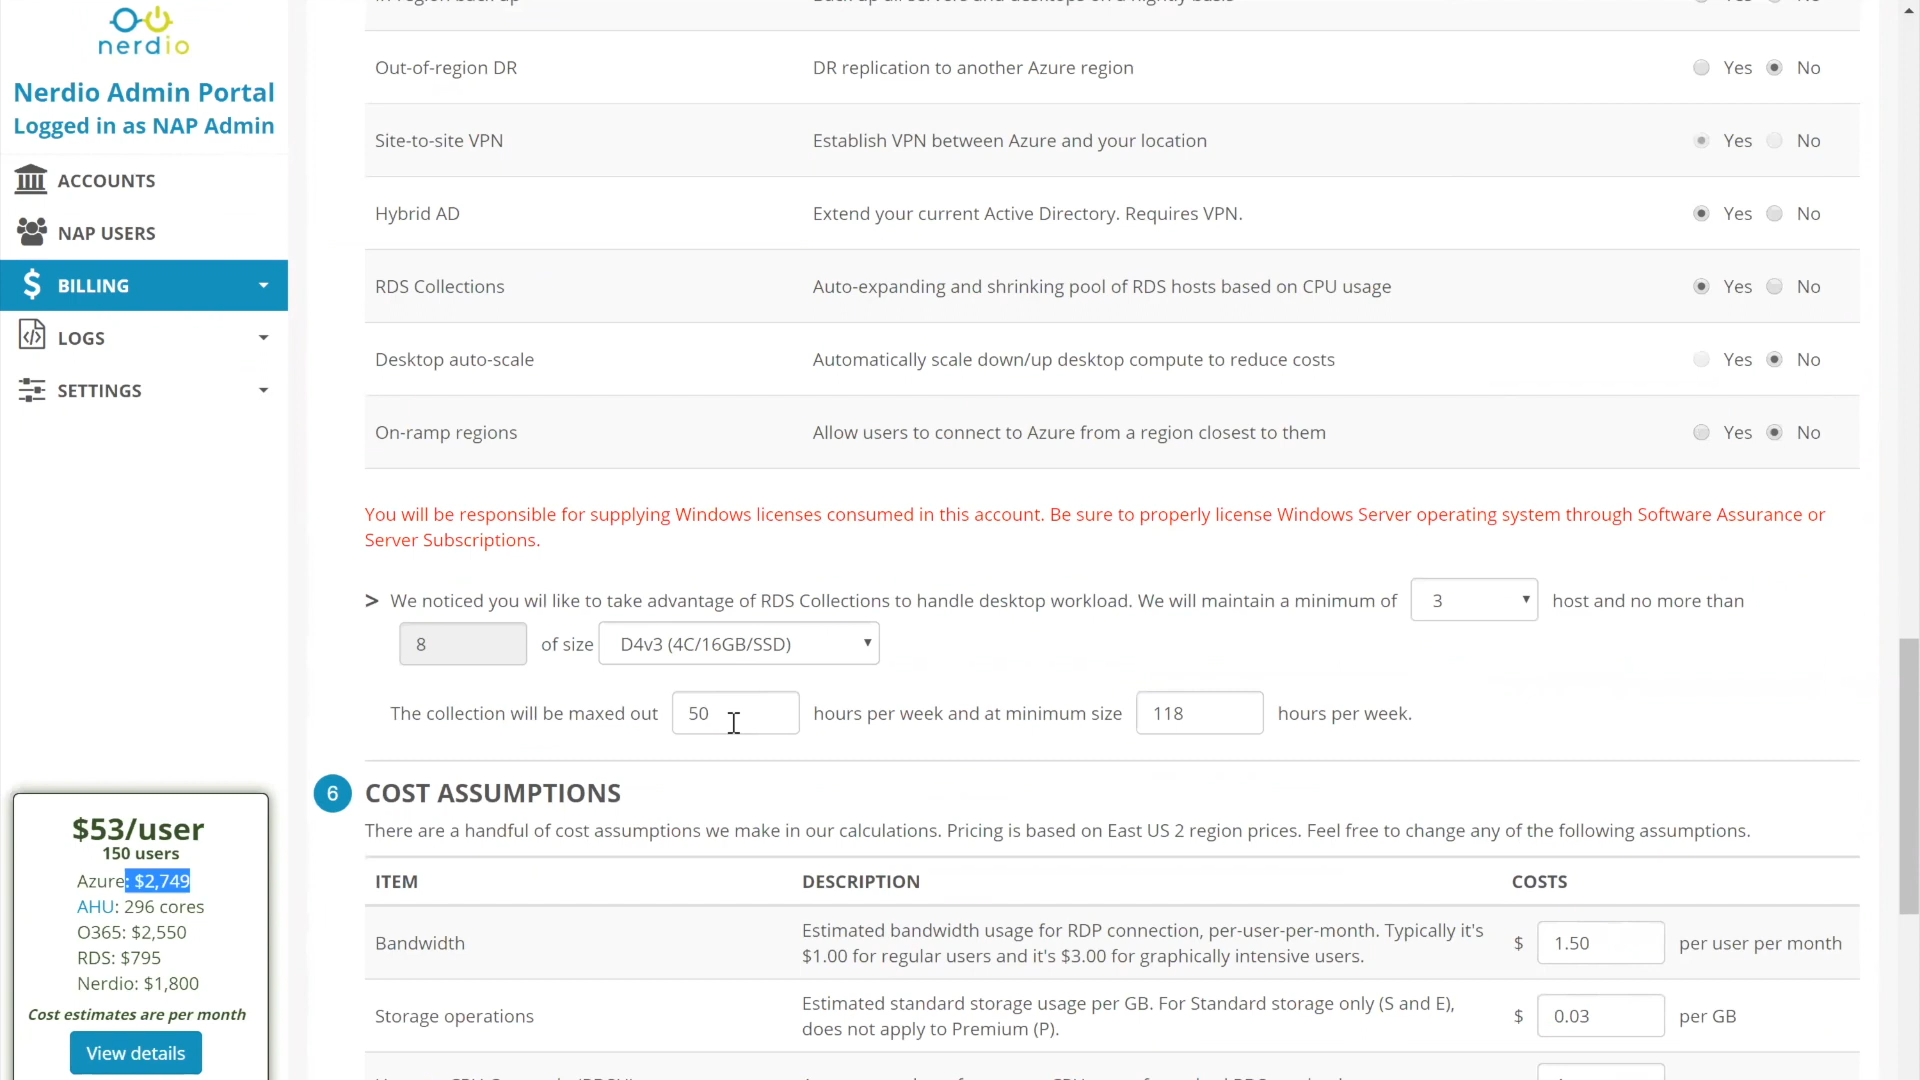 nerdio
Nerdio Admin Portal
Logged in as NAP Admin
ACCOUNTS
NAP USERS
BILLING
LOGS
SETTINGS
$53/user
150 users
Azure: $2,749
AHU: 296 cores
O365: $2,550
RDS: $795
Nerdio: $1,800
Cost estimates are per month
View details
Out-of-region DR DR replication to another Azure region Yes No
Site-to-site VPN Establish VPN between Azure and your location Yes No
Hybrid AD Extend your current Active Directory. Requires VPN. Yes No
RDS Collections Auto-expanding and shrinking pool of RDS hosts based on CPU usage Yes No
Desktop auto-scale Automatically scale down/up desktop compute to reduce costs Yes No
On-ramp regions Allow users to connect to Azure from a region closest to them Yes No
You will be responsible for supplying Windows licenses consumed in this account. Be sure to properly license Windows Server operating system through Software Assurance or
Server Subscriptions.
> We noticed you wil like to take advantage of RDS Collections to handle desktop workload. We will maintain a minimum of 3 host and no more than
8 of size D4v3 (4C/16GB/SSD)
The collection will be maxed out 50 hours per week and at minimum size 118 hours per week.
6 COST ASSUMPTIONS
There are a handful of cost assumptions we make in our calculations. Pricing is based on East US 2 region prices. Feel free to change any of the following assumptions.
ITEM DESCRIPTION COSTS
Bandwidth Estimated bandwidth usage for RDP connection, per-user-per-month. Typically it's $ 1.50 per user per month
$1.00 for regular users and it's $3.00 for graphically intensive users.
Storage operations Estimated standard storage usage per GB. For Standard storage only (S and E), $ 0.03 per GB
does not apply to Premium (P).